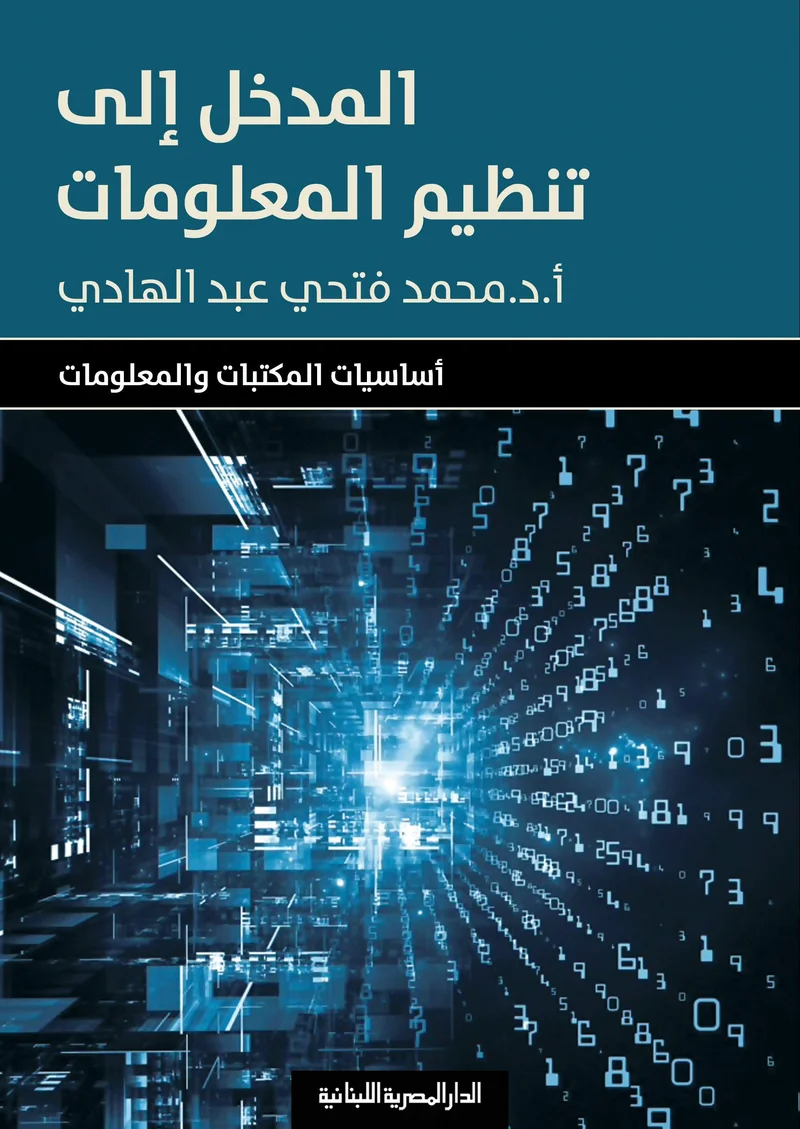 المدخل إلى
تنظيم المعلومات
أ.د.محمد فتحي عبد الهادي
أساسيات المكتبات والمعلومات
الدار المصرية اللبنانية